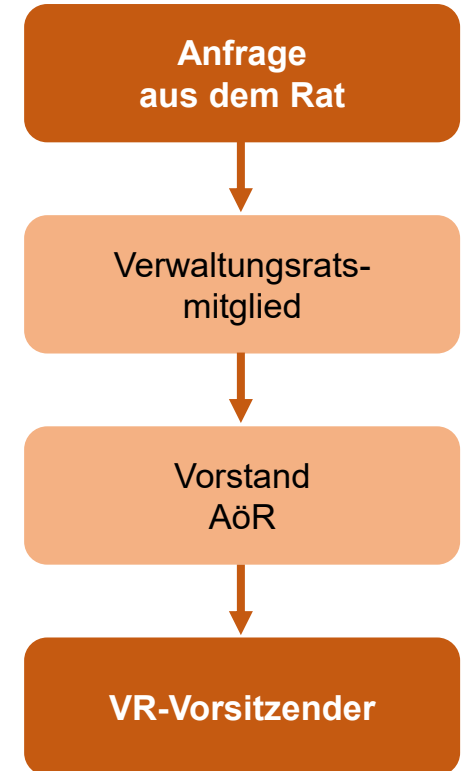 Anfrage
aus dem Rat
Verwaltungsrats-
mitglied
Vorstand
AöR
VR-Vorsitzender